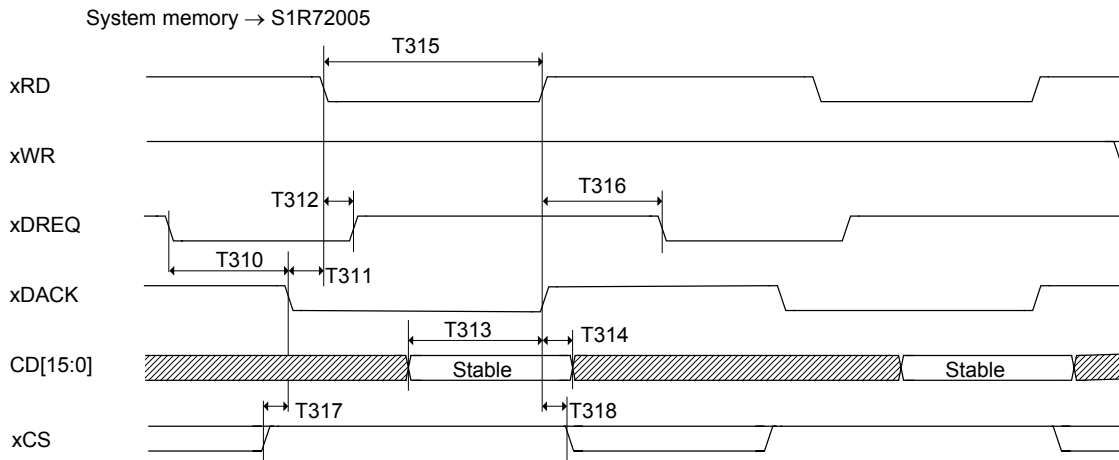 System memory → S1R72005
T315
xRD
xWR
T312
T316
xDREQ
T310
T311
xDACK
T313
T314
CD[15:0]
Stable
Stable
T317
T318
xCS